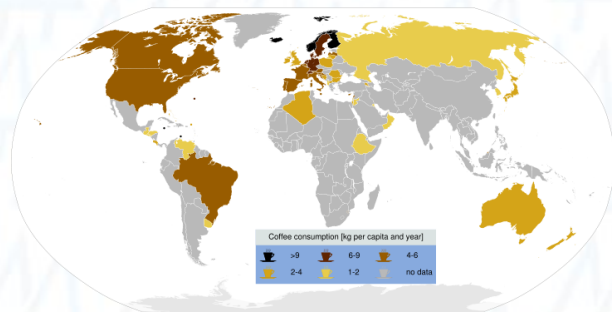 Coffee consumption [kg per capita and year]
>9 6-9 4-6
2-4 1-2 no data